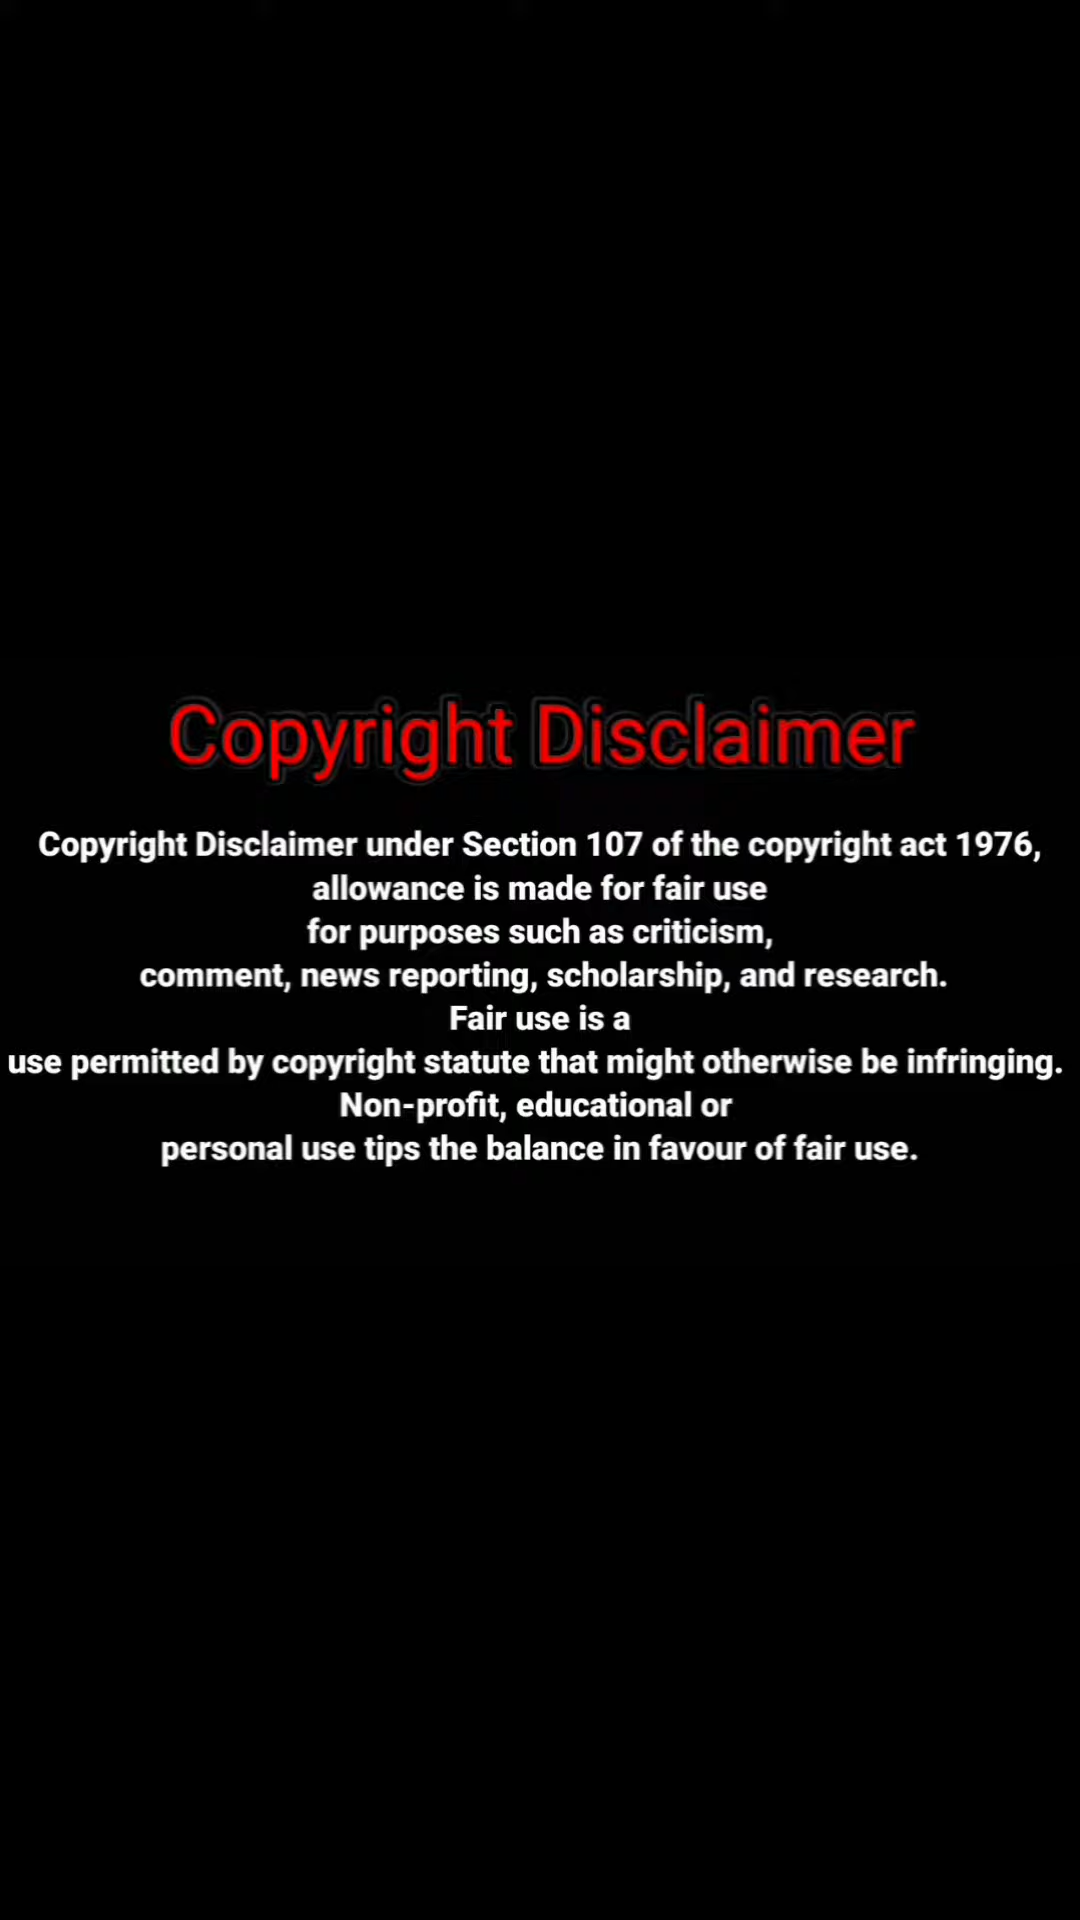 Copyright Disclaimer
Copyright Disclaimer under Section 107 of the copyright act 1976,
allowance is made for fair use
for purposes such as criticism,
comment, news reporting, scholarship, and research.
Fair use is a
use permitted by copyright statute that might otherwise be infringing.
Non-profit, educational or
personal use tips the balance in favour of fair use.